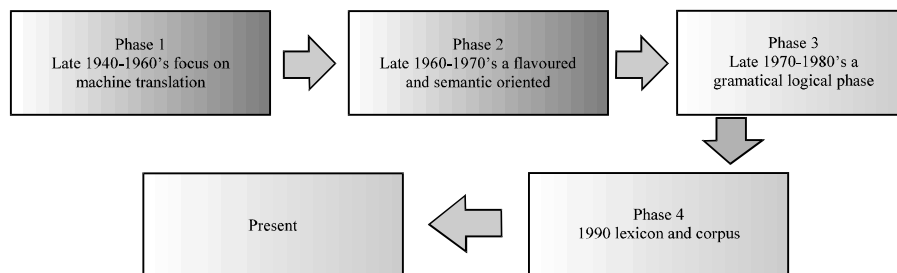 Phase 1
Late 1940-1960's focus on
machine translation
Phase 2
Late 1960-1970's a flavoured
and semantic oriented
Phase 3
Late 1970-1980's a
gramatical logical phase
Phase 4
1990 lexicon and corpus
Present